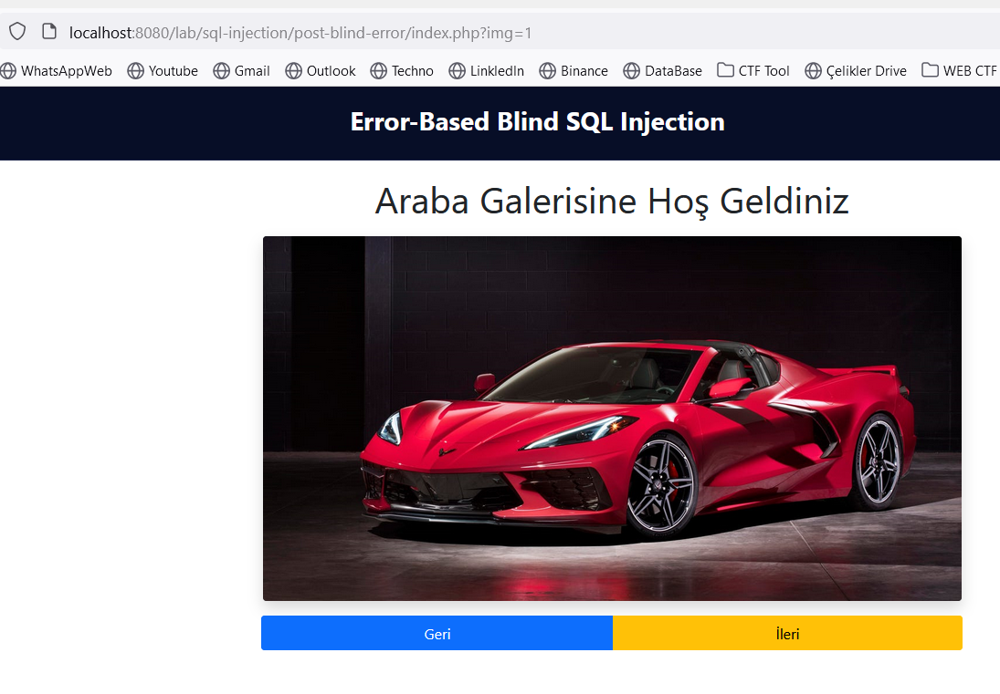 localhost:8080/lab/sql-injection/post-blind-error/index.php?img=1
WhatsAppWeb Youtube Gmail Outlook Techno LinkledIn Binance DataBase CTF Tool Çelikler Drive WEB CTF
Error-Based Blind SQL Injection
Araba Galerisine Hoş Geldiniz
Geri İleri